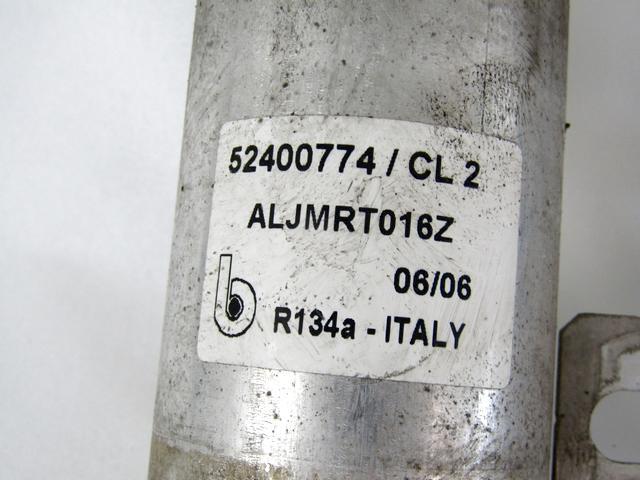 52400774 / CL 2
ALJMRT016Z
06/06
R134a - ITALY